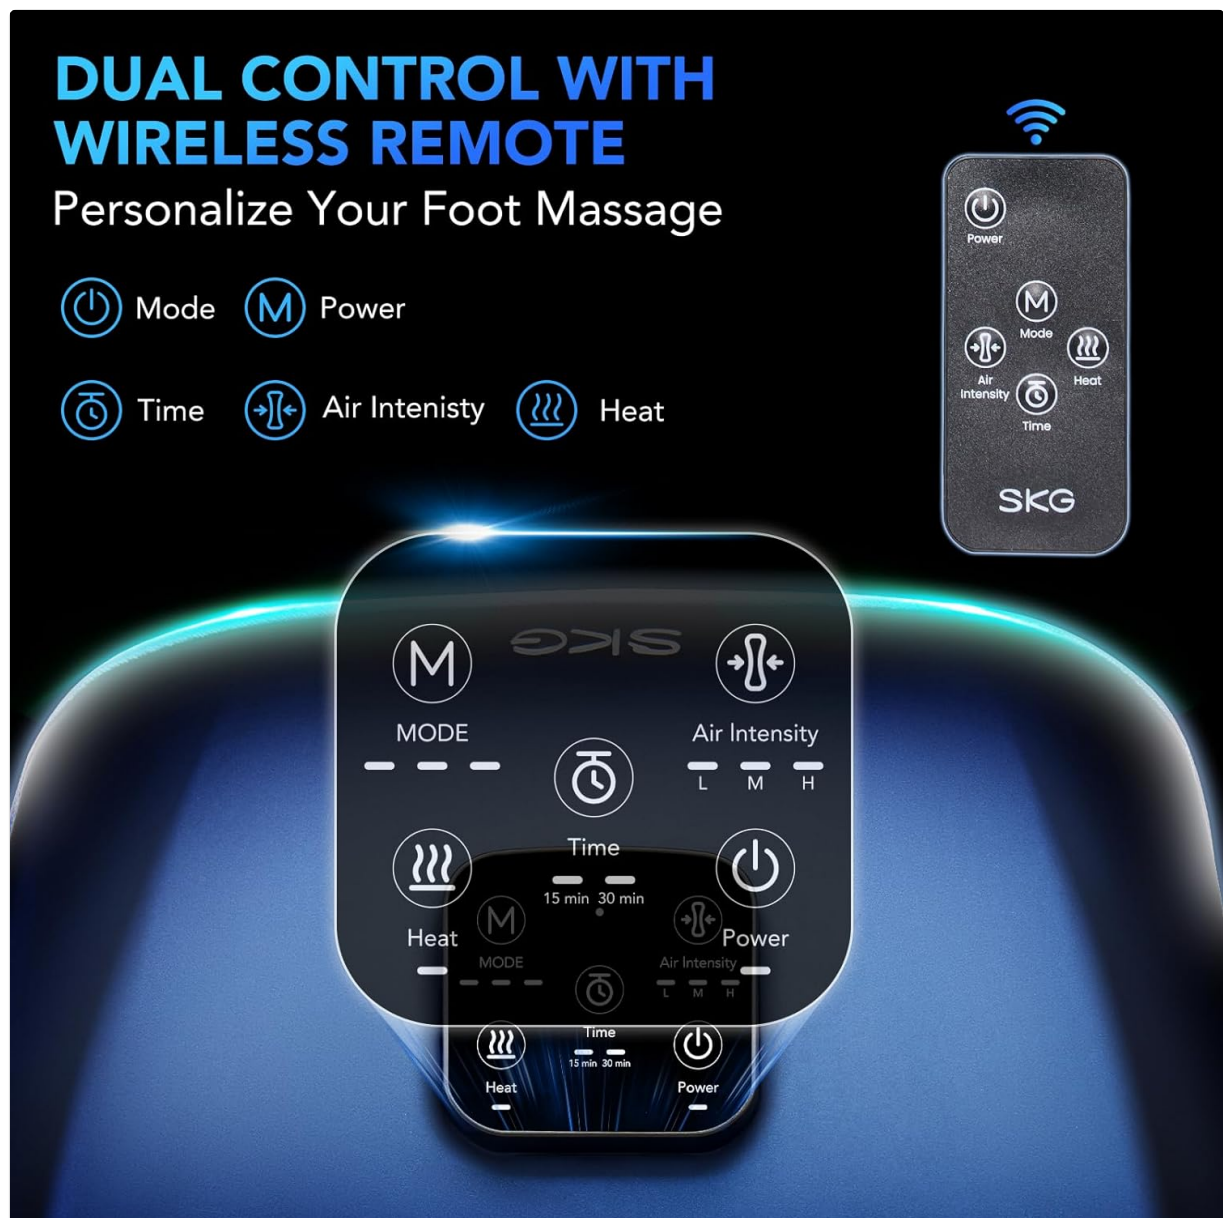 DUAL CONTROL WITH
WIRELESS REMOTE
Personalize Your Foot Massage
Mode
M Power
Time
Air Intenisty
Heat
Power
M
Mode
Air
Intensity
Heat
Time
SKG
SKG
M
MODE
Air Intensity
L M H
Time
15 min 30 min
Heat
Power
M
MODE
Air Intensity
L M H
Time
15 min 30 min
Heat
Power